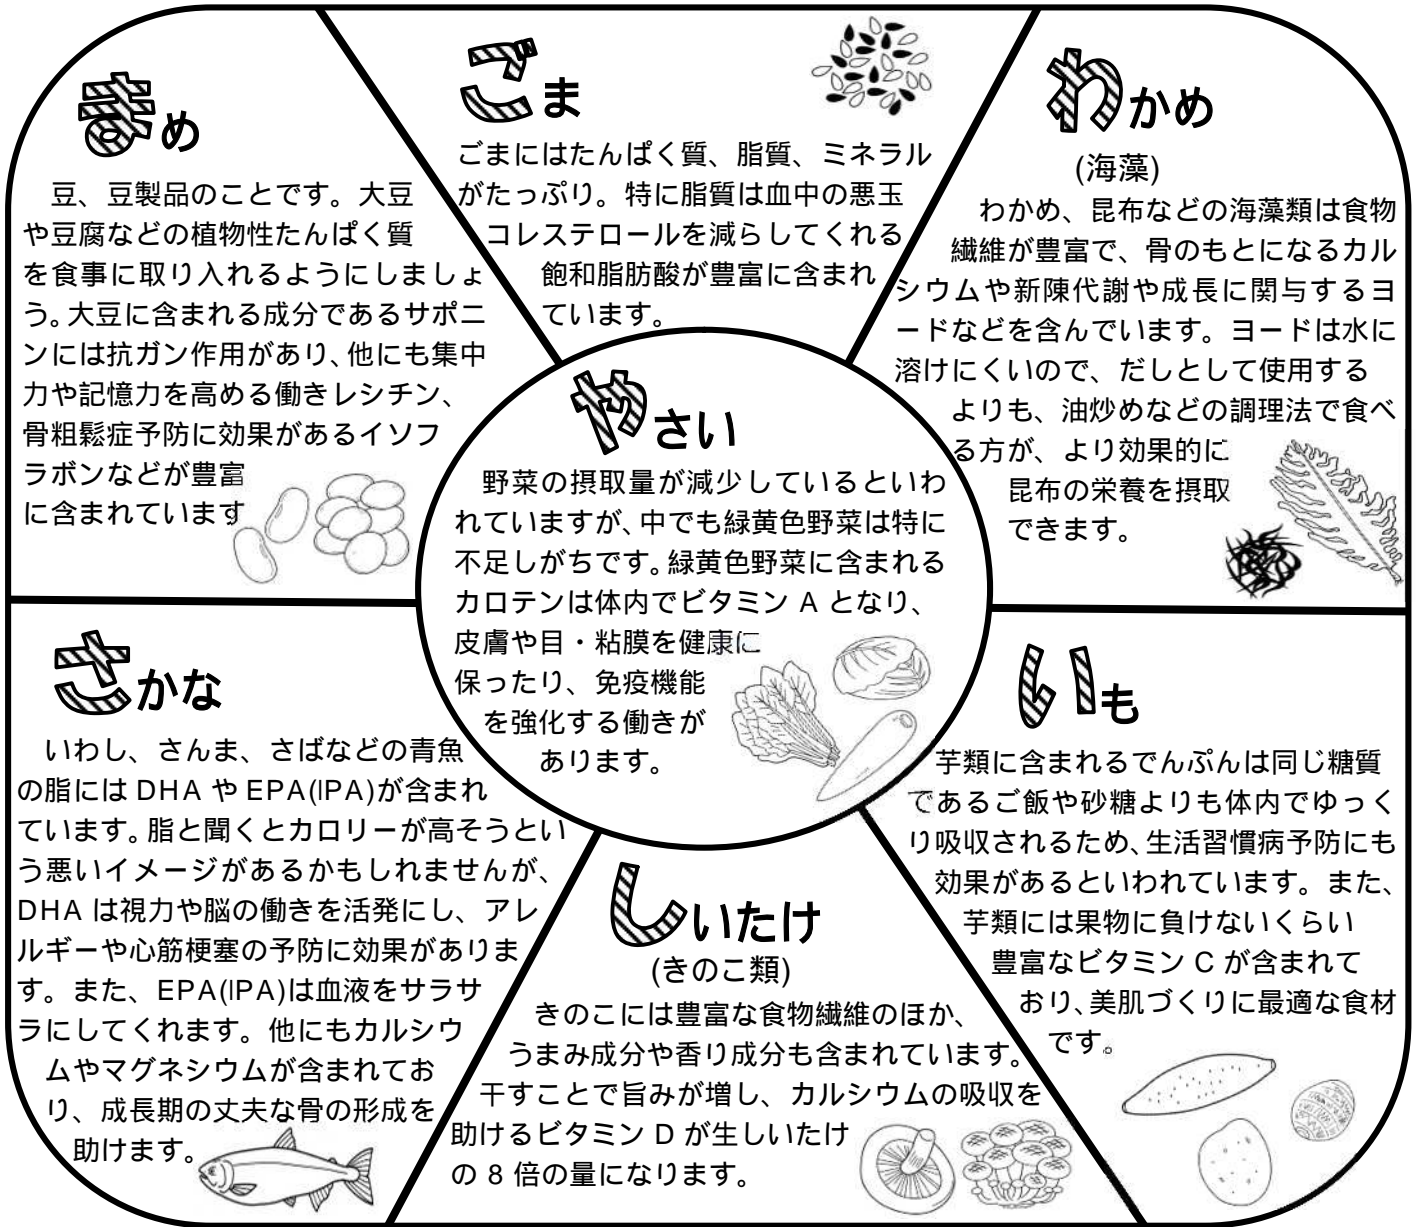 まめ
豆、豆製品のことです。大豆
や豆腐などの植物性たんぱく質
を食事に取り入れるようにしましょ
う。大豆に含まれる成分であるサポニ
ンには抗ガン作用があり、他にも集中
力や記憶力を高める働きレシチン、
骨粗鬆症予防に効果があるイソフ
ラボンなどが豊富
に含まれています
ごま
ごまにはたんぱく質、脂質、ミネラル
がたっぷり。特に脂質は血中の悪玉
コレステロールを減らしてくれる
飽和脂肪酸が豊富に含まれ
ています。
わかめ
(海藻)
わかめ、昆布などの海藻類は食物
繊維が豊富で、骨のもとになるカル
シウムや新陳代謝や成長に関与するヨ
ードなどを含んでいます。ヨードは水に
溶けにくいので、だしとして使用する
よりも、油炒めなどの調理法で食べ
る方が、より効果的に
昆布の栄養を摂取
できます。
やさい
野菜の摂取量が減少しているといわ
れていますが、中でも緑黄色野菜は特に
不足しがちです。緑黄色野菜に含まれる
カロテンは体内でビタミン A となり、
皮膚や目・粘膜を健康に
保ったり、免疫機能
を強化する働きが
あります。
さかな
いわし、さんま、さばなどの青魚
の脂には DHA や EPA(IPA)が含まれ
ています。脂と聞くとカロリーが高そうとい
う悪いイメージがあるかもしれませんが、
DHA は視力や脳の働きを活発にし、アレ
ルギーや心筋梗塞の予防に効果がありま
す。また、EPA(IPA)は血液をサラサ
ラにしてくれます。他にもカルシウ
ムやマグネシウムが含まれてお
り、成長期の丈夫な骨の形成を
助けます。
しいたけ
(きのこ類)
きのこには豊富な食物繊維のほか、
うまみ成分や香り成分も含まれています。
干すことで旨みが増し、カルシウムの吸収を
助けるビタミン D が生しいたけ
の 8 倍の量になります。
いも
芋類に含まれるでんぷんは同じ糖質
であるご飯や砂糖よりも体内でゆっく
り吸収されるため、生活習慣病予防にも
効果があるといわれています。また、
芋類には果物に負けないくらい
豊富なビタミン C が含まれて
おり、美肌づくりに最適な食材
です。